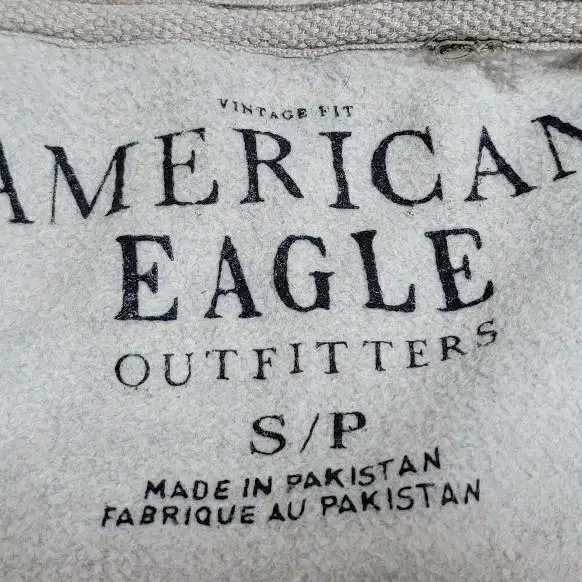 VINTAGE FIT
AMERICAN
EAGLE
OUTFITTERS
S/P
MADE IN PAKISTAN
FABRIQUE AU PAKISTAN